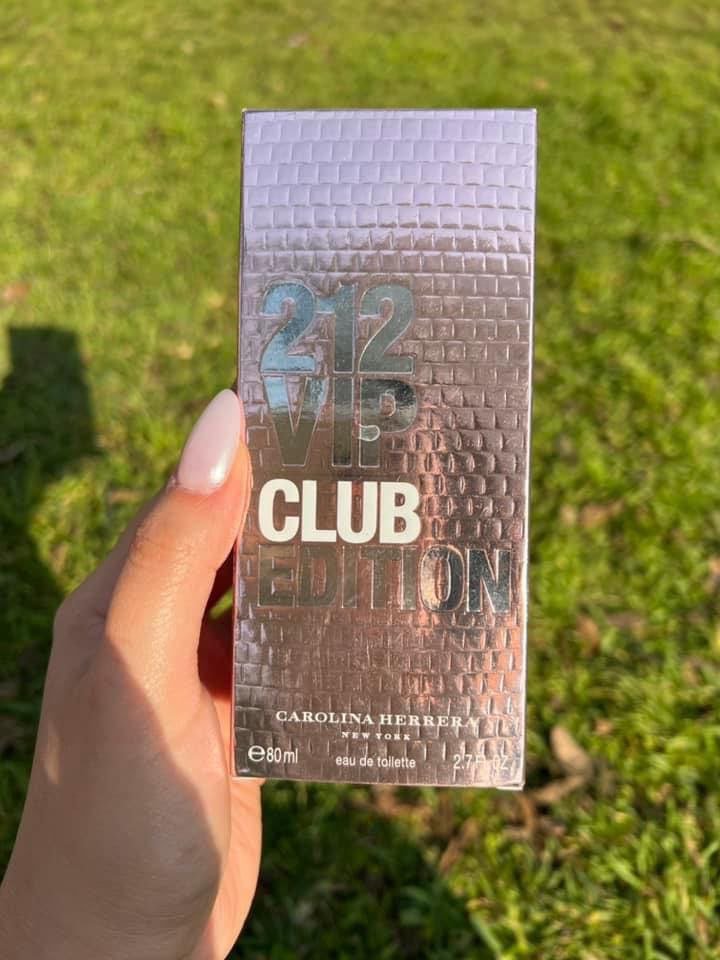 212
VIP
CLUB
EDITION
CAROLINA HERRERA
NEW YORK
℮80ml
eau de toilette
2.7 Fl. oz.